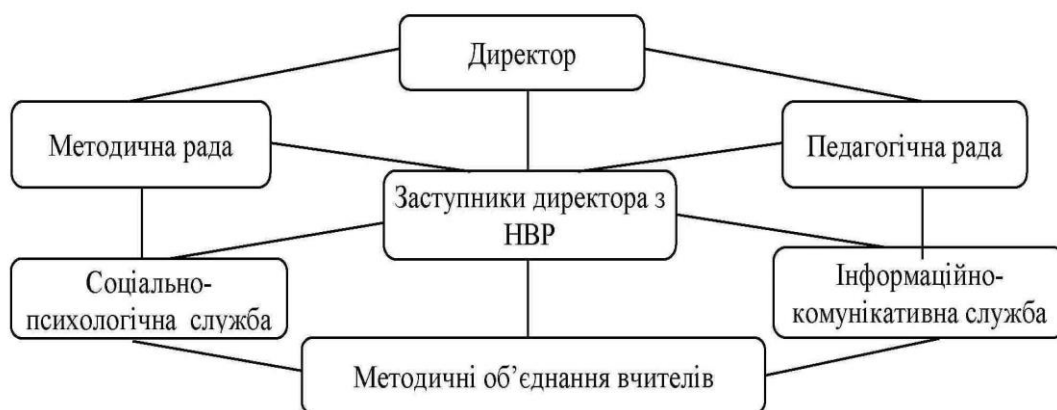 Директор
Методична рада
Педагогічна рада
Заступники директора з
НВР
Соціально-
психологічна служба
Інформаційно-
комунікативна служба
Методичні об’єднання вчителів